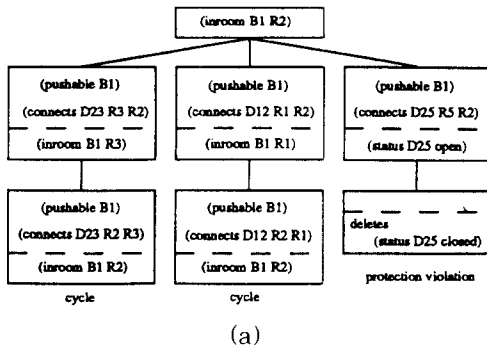 (inroom B1 R2)
(pushable B1)
(connects D23 R3 R2)
(inroom B1 R3)
(pushable B1)
(connects D12 R1 R2)
(inroom B1 R1)
(pushable B1)
(connects D25 R5 R2)
(status D25 open)
(pushable B1)
(connects D23 R2 R3)
(inroom B1 R2)
cycle
(pushable B1)
(connects D12 R2 R1)
(inroom B1 R2)
cycle
deletes
(status D25 closed)
protection violation
(a)